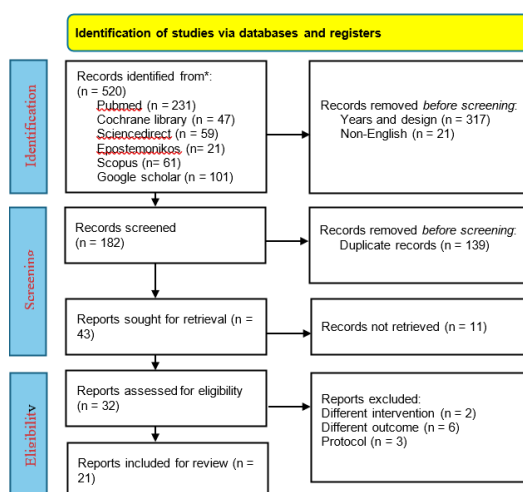 Identification of studies via databases and registers
Identification
Records identified from*:
(n = 520)
Pubmed (n = 231)
Cochrane library (n = 47)
Sciencedirect (n = 59)
Epostemonikos (n= 21)
Scopus (n= 61)
Google scholar (n = 101)
Records removed before screening:
Years and design (n = 317)
Non-English (n = 21)
Screening
Records screened
(n = 182)
Records removed before screening:
Duplicate records (n = 139)
Reports sought for retrieval (n =
43)
Records not retrieved (n = 11)
Eligibility
Reports assessed for eligibility
(n = 32)
Reports excluded:
Different intervention (n = 2)
Different outcome (n = 6)
Protocol (n = 3)
Reports included for review (n =
21)